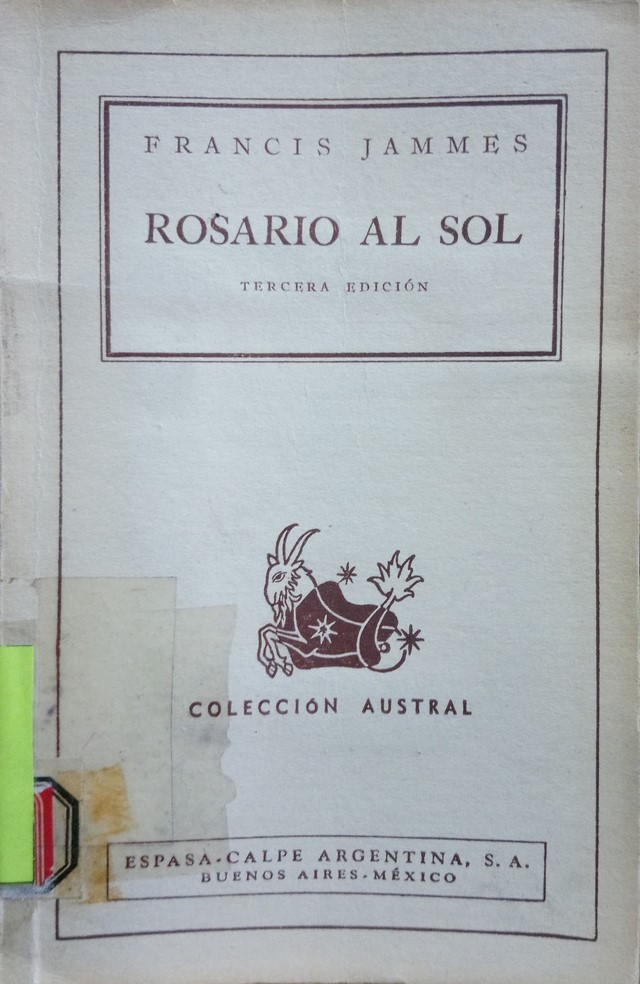 FRANCIS JAMMES
ROSARIO AL SOL
TERCERA EDICIÓN
COLECCIÓN AUSTRAL
ESPASA-CALPE ARGENTINA, S. A.
BUENOS AIRES-MÉXICO